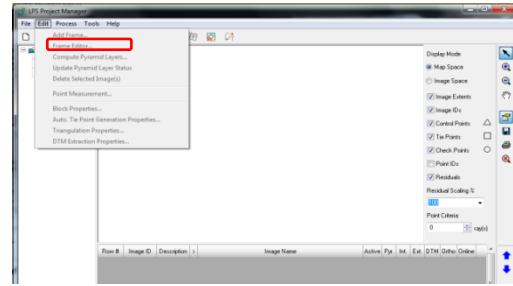 LPS Project Manager
File Edit Process Tools Help
Add Frame...
Frame Editor...
Compute Pyramid Layers...
Update Pyramid Layer Status
Delete Selected Image(s)
Point Measurement...
Block Properties...
Auto. Tie Point Generation Properties...
Triangulation Properties...
DTM Extraction Properties...
Display Mode
Map Space
Image Space
Image Extents
Image IDs
Control Points
Tie Points
Check Points
Point IDs
Residuals
Residual Scaling %
100
Point Criteria
0 ray(s)
Row # Image ID Description > Image Name Active Pyr. Int. Ext. DTM Ortho Online